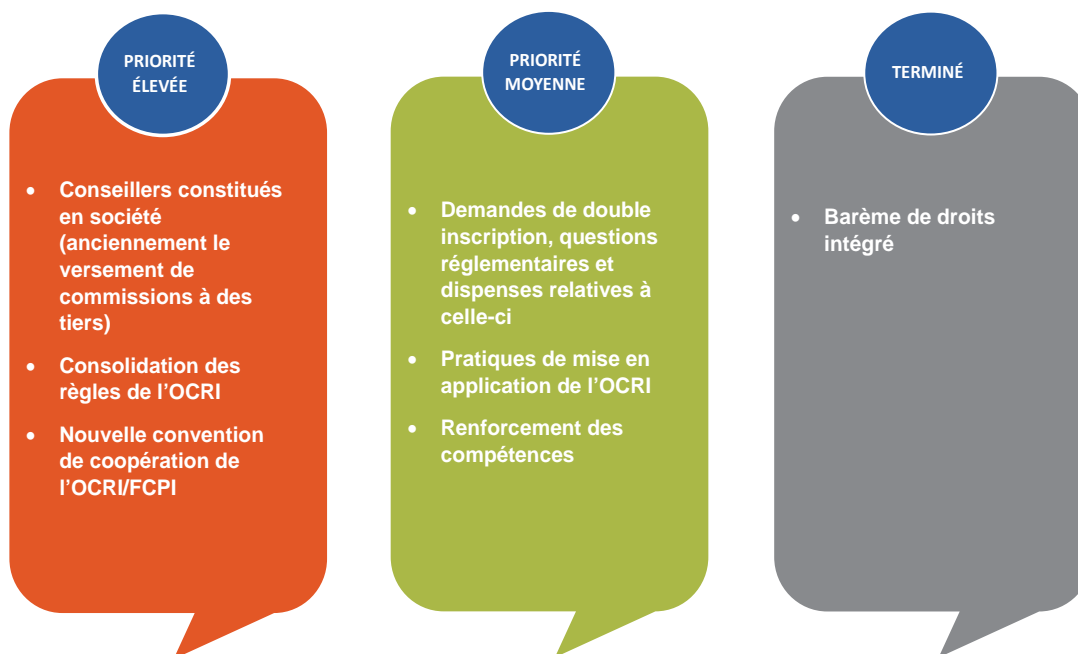 PRIORITÉ
ÉLEVÉE
• Conseillers constitués
en société
(anciennement le
versement de
commissions à des
tiers)
• Consolidation des
règles de l'OCRI
• Nouvelle convention
de coopération de
l'OCRI/FCPI
PRIORITÉ
MOYENNE
• Demandes de double
inscription, questions
réglementaires et
dispenses relatives à
celle-ci
• Pratiques de mise en
application de l'OCRI
• Renforcement des
compétences
TERMINÉ
• Barème de droits
intégré